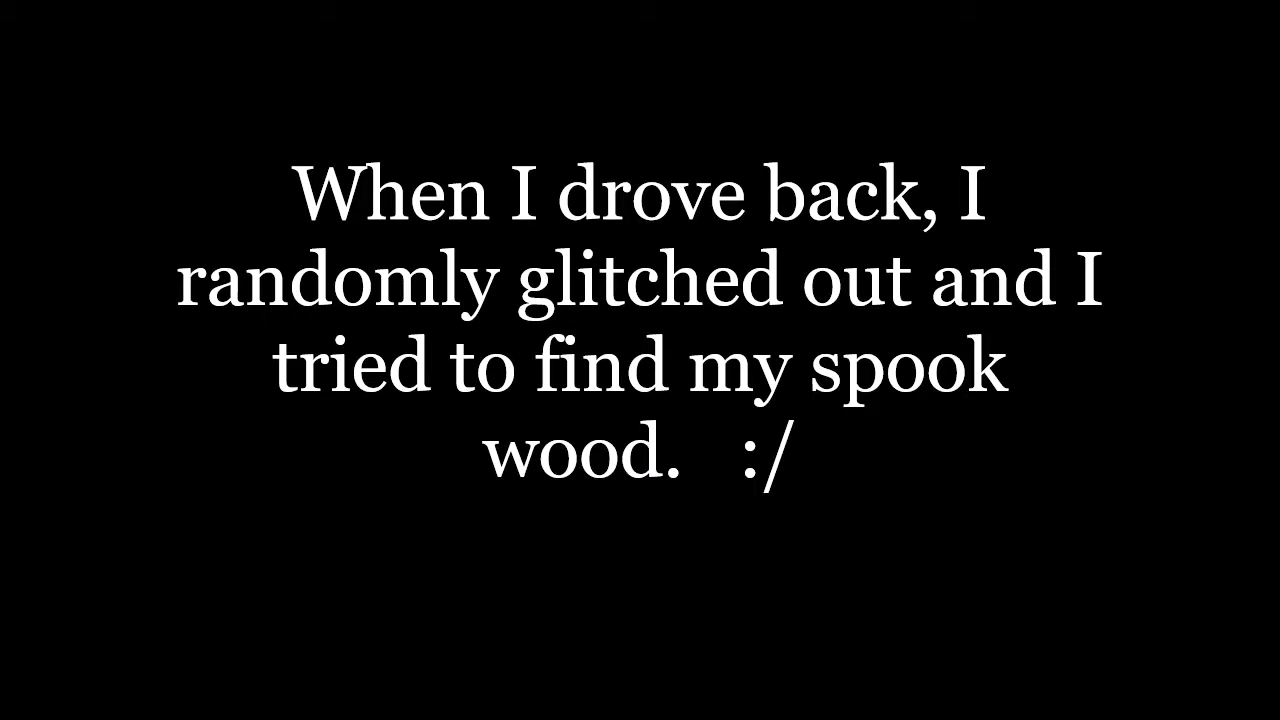 When I drove back, I
randomly glitched out and I
tried to find my spook
wood.   :/